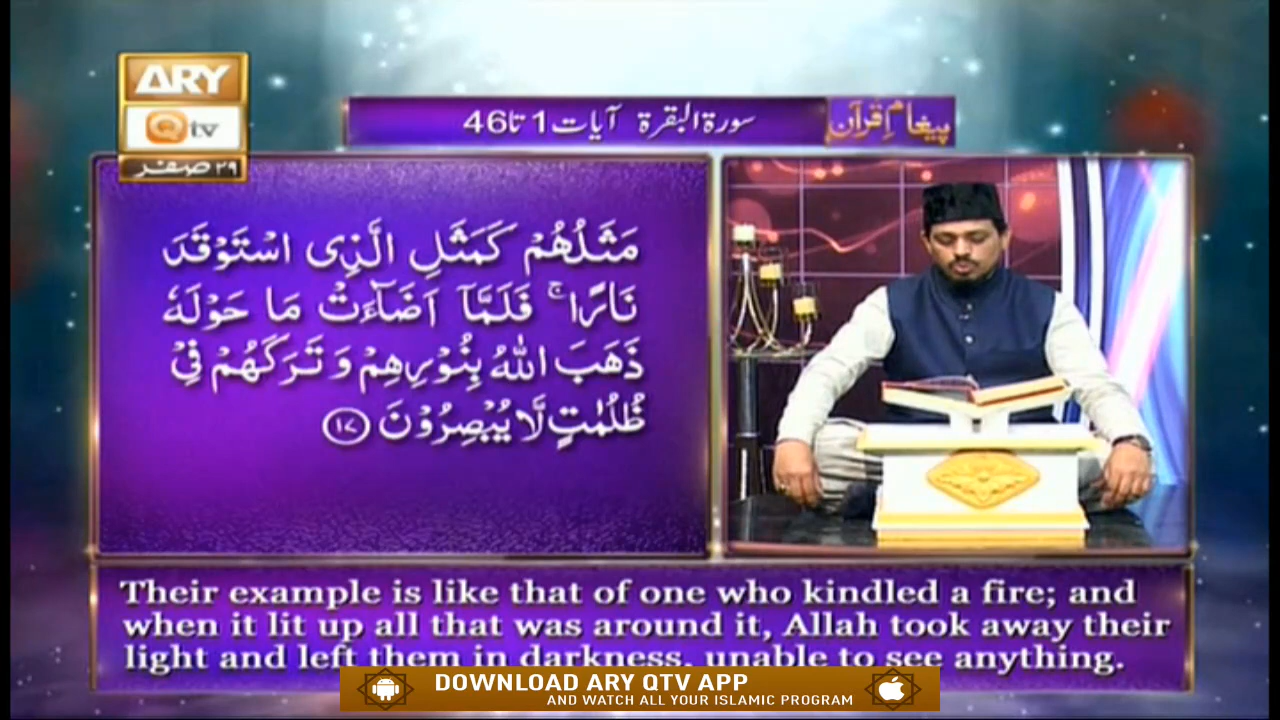 ARY
Qtv
۲۹ صفر
پیغامِ قرآن
سورۃ البقرۃ آیات 1 تا 46
مَثَلُهُمْ كَمَثَلِ الَّذِی اسْتَوْقَدَ
نَارًا ۚ فَلَمَّاۤ اَضَآءَتْ مَا حَوْلَهٗ
ذَهَبَ اللّٰهُ بِنُوْرِهِمْ وَ تَرَكَهُمْ فِیْ
ظُلُمٰتٍ لَّا یُبْصِرُوْنَ ۱۷
Their example is like that of one who kindled a fire; and
when it lit up all that was around it, Allah took away their
light and left them in darkness, unable to see anything.
DOWNLOAD ARY QTV APP
AND WATCH ALL YOUR ISLAMIC PROGRAM